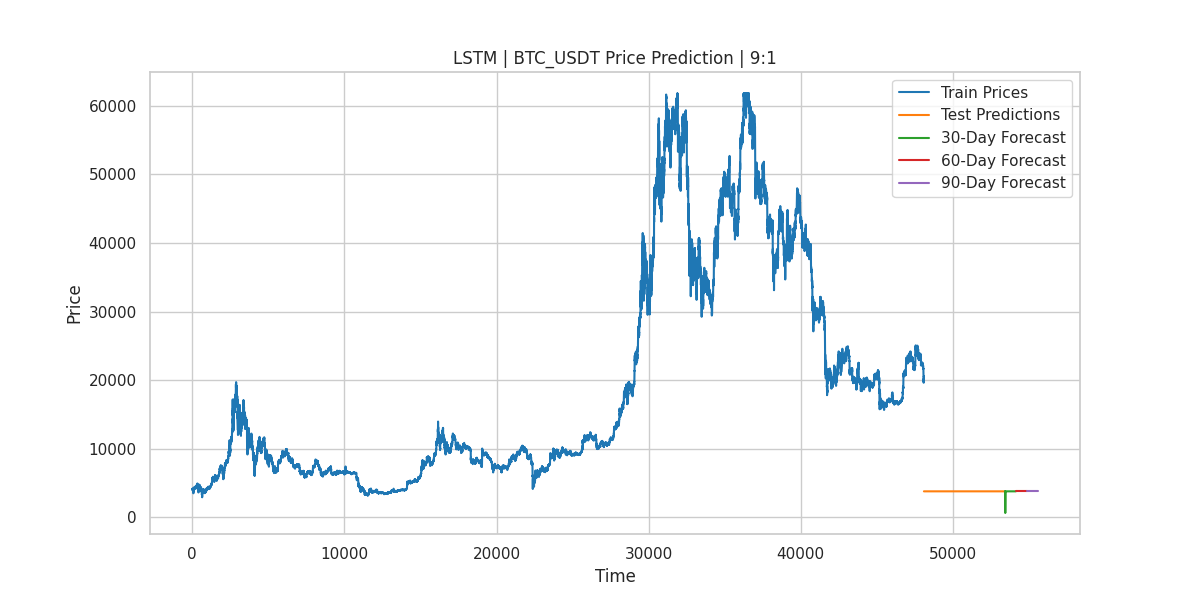 LSTM | BTC_USDT Price Prediction | 9:1
Train Prices
Test Predictions
30-Day Forecast
60-Day Forecast
90-Day Forecast
60000
50000
40000
30000
20000
10000
0
Price
0 10000 20000 30000 40000 50000
Time